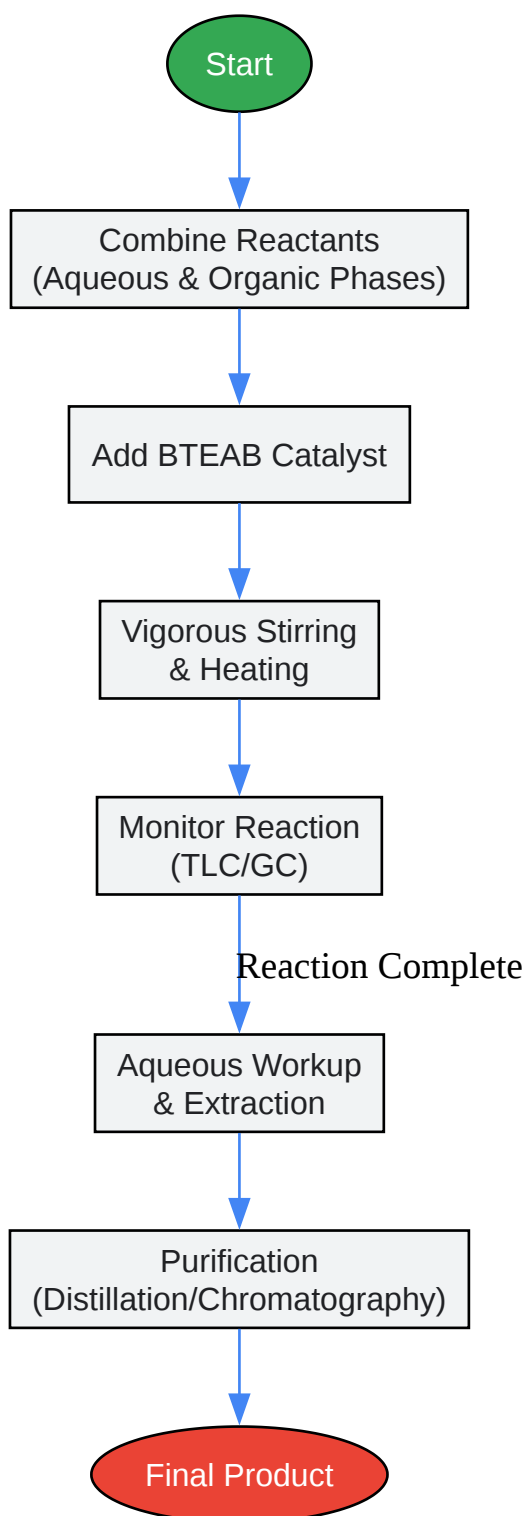 Start
Combine Reactants
(Aqueous & Organic Phases)
Add BTEAB Catalyst
Vigorous Stirring
& Heating
Monitor Reaction
(TLC/GC)
Reaction Complete
Aqueous Workup
& Extraction
Purification
(Distillation/Chromatography)
Final Product